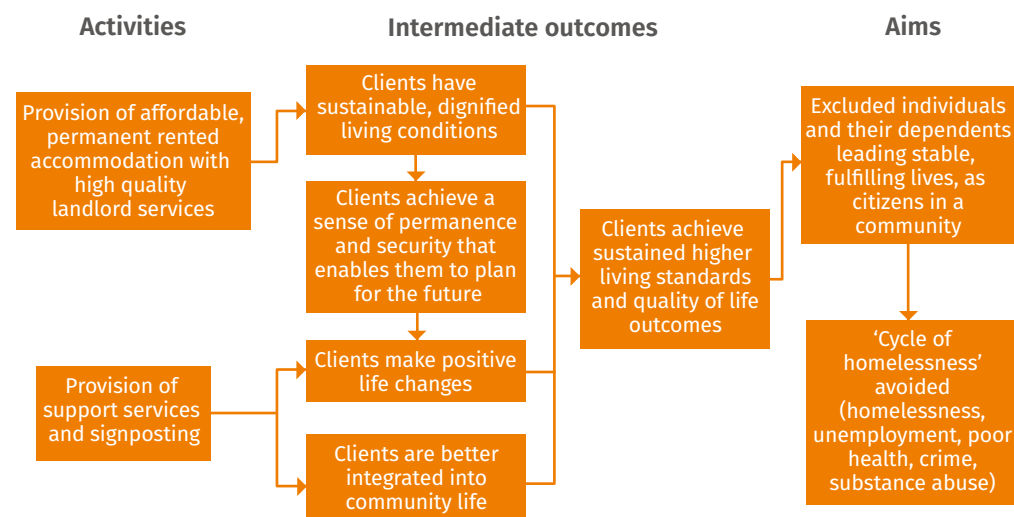 Activities
Intermediate outcomes
Aims
Provision of affordable,
permanent rented
accommodation with
high quality
landlord services
Provision of
support services
and signposting
Clients have
sustainable, dignified
living conditions
Clients achieve a
sense of permanence
and security that
enables them to plan
for the future
Clients make positive
life changes
Clients are better
integrated into
community life
Clients achieve
sustained higher
living standards
and quality of life
outcomes
Excluded individuals
and their dependents
leading stable,
fulfilling lives, as
citizens in a
community
‘Cycle of
homelessness’
avoided
(homelessness,
unemployment, poor
health, crime,
substance abuse)